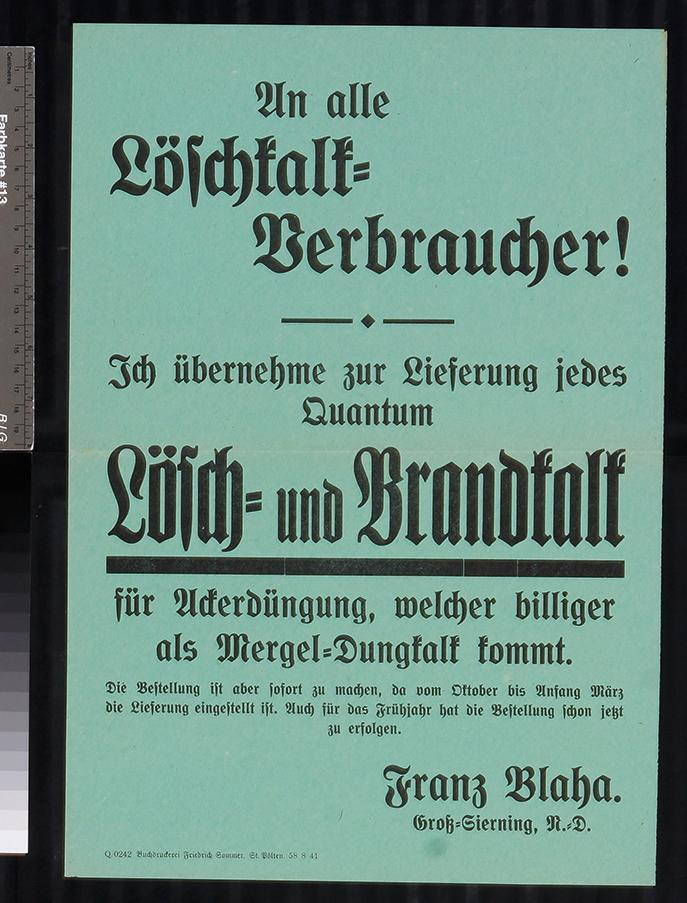 An alle
Löschkalk-
Verbraucher!
Ich übernehme zur Lieferung jedes
Quantum
Lösch- und Brandkalk
für Ackerdüngung, welcher billiger
als Mergel-Dungkalk kommt.
Die Bestellung ist aber sofort zu machen, da vom Oktober bis Anfang März
die Lieferung eingestellt ist. Auch für das Frühjahr hat die Bestellung schon jetzt
zu erfolgen.
Franz Blaha.
Groß-Sierning, N.-D.
Q/0242 Buchdruckerei Friedrich Sommer, St. Pölten. 58 8 41
Centimetres
Farbkarte #13
B.I.G